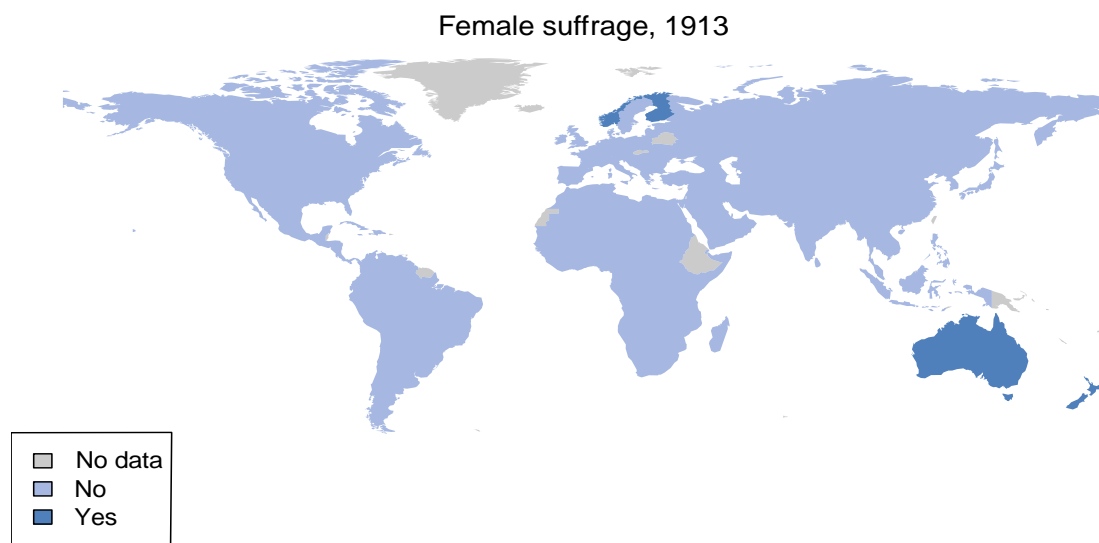 Female suffrage, 1913
No data
No
Yes